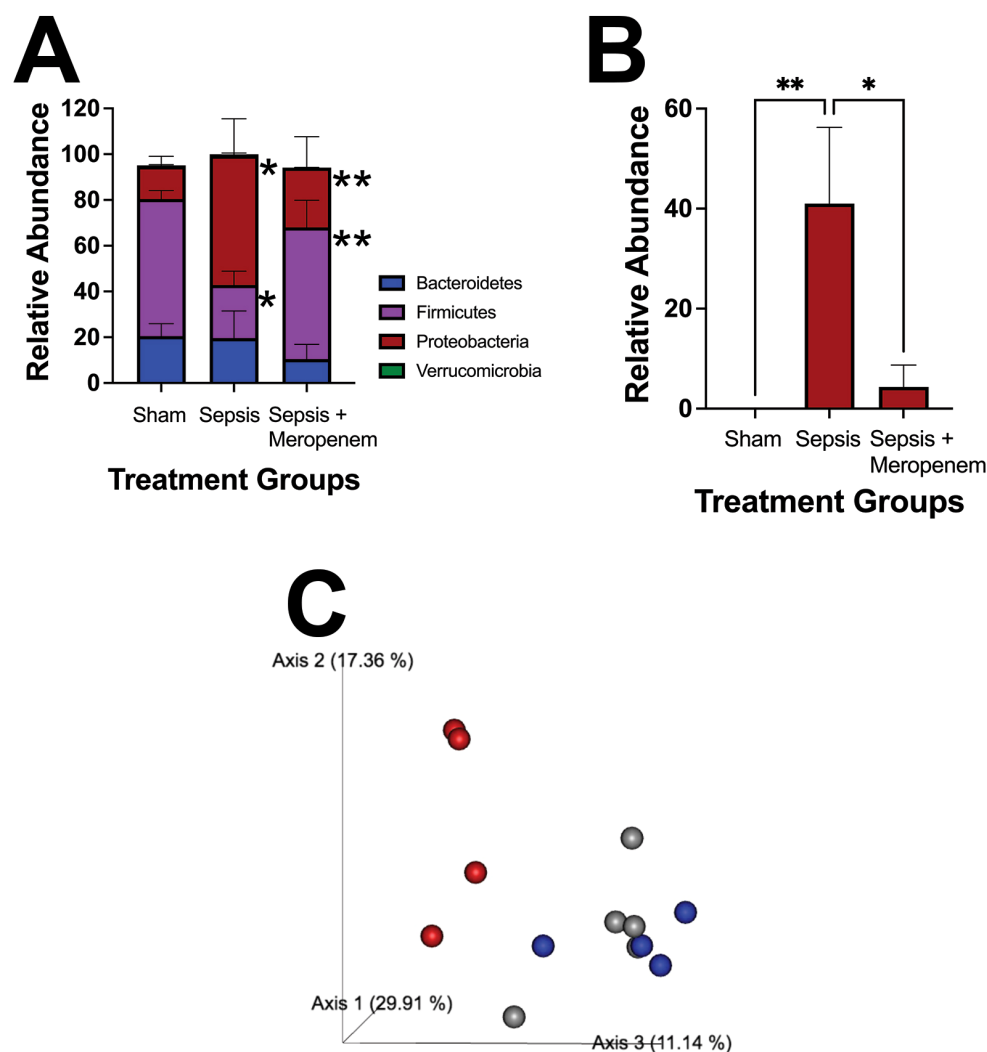 A
Relative Abundance
120
100
80
60
40
20
0
*
*
**
**
Bacteroidetes
Firmicutes
Proteobacteria
Verrucomicrobia
Sham
Sepsis
Sepsis +
Meropenem
Treatment Groups
B
Relative Abundance
60
40
20
0
**
*
Sham
Sepsis
Sepsis +
Meropenem
Treatment Groups
C
Axis 2 (17.36 %)
Axis 1 (29.91 %)
Axis 3 (11.14 %)